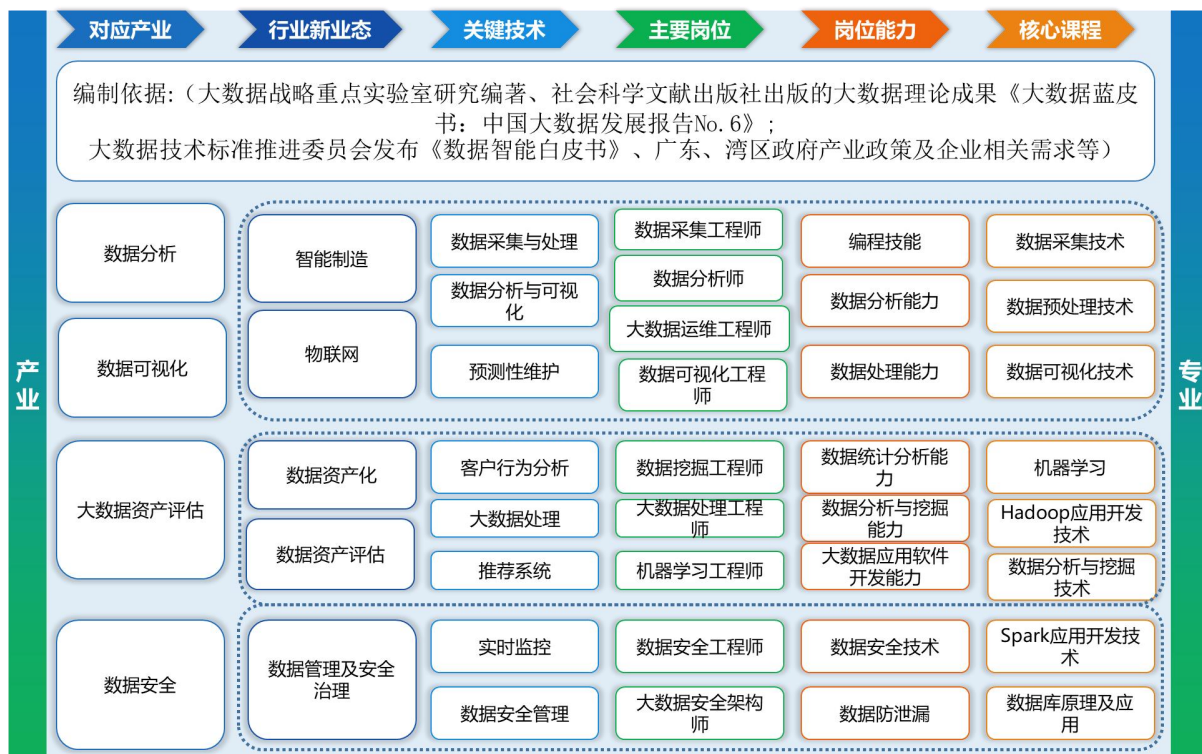 对应产业
行业新业态
关键技术
主要岗位
岗位能力
核心课程
编制依据:（大数据战略重点实验室研究编著、社会科学文献出版社出版的大数据理论成果《大数据蓝皮
书：中国大数据发展报告No.6》;
大数据技术标准推进委员会发布《数据智能白皮书》、广东、湾区政府产业政策及企业相关需求等）
产
业
专
业
数据分析
数据可视化
智能制造
物联网
数据采集与处理
数据分析与可视
化
预测性维护
数据采集工程师
数据分析师
大数据运维工程师
数据可视化工程
师
编程技能
数据分析能力
数据处理能力
数据采集技术
数据预处理技术
数据可视化技术
大数据资产评估
数据资产化
数据资产评估
客户行为分析
大数据处理
推荐系统
数据挖掘工程师
大数据处理工程
师
机器学习工程师
数据统计分析能
力
数据分析与挖掘
能力
大数据应用软件
开发能力
机器学习
Hadoop应用开发
技术
数据分析与挖掘
技术
数据安全
数据管理及安全
治理
实时监控
数据安全管理
数据安全工程师
大数据安全架构
师
数据安全技术
数据防泄漏
Spark应用开发技
术
数据库原理及应
用